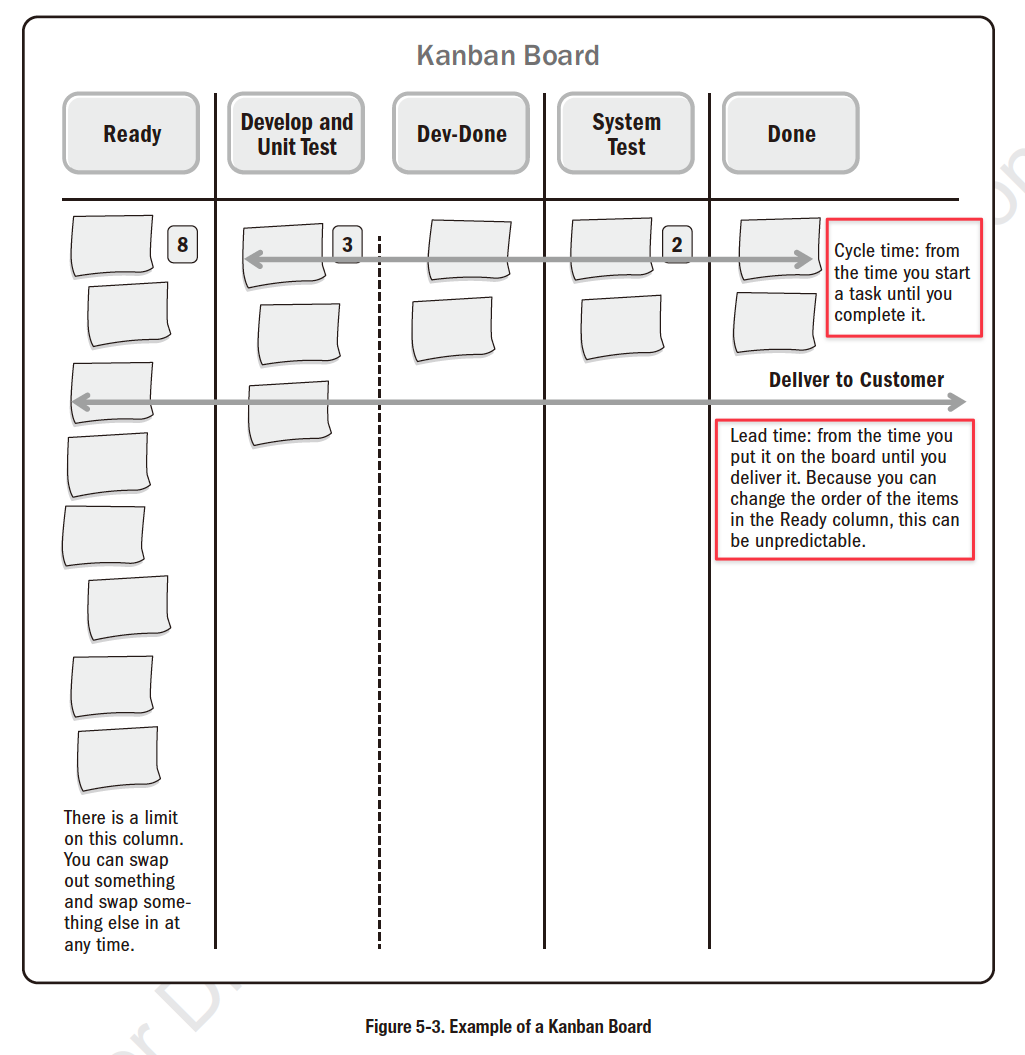 Kanban Board
Ready
Develop and
Unit Test
Dev-Done
System
Test
Done
8
3
2
Cycle time: from
the time you start
a task until you
complete it.
Deliver to Customer
Lead time: from the time you
put it on the board until you
deliver it. Because you can
change the order of the items
in the Ready column, this can
be unpredictable.
There is a limit
on this column.
You can swap
out something
and swap some-
thing else in at
any time.
Figure 5-3. Example of a Kanban Board